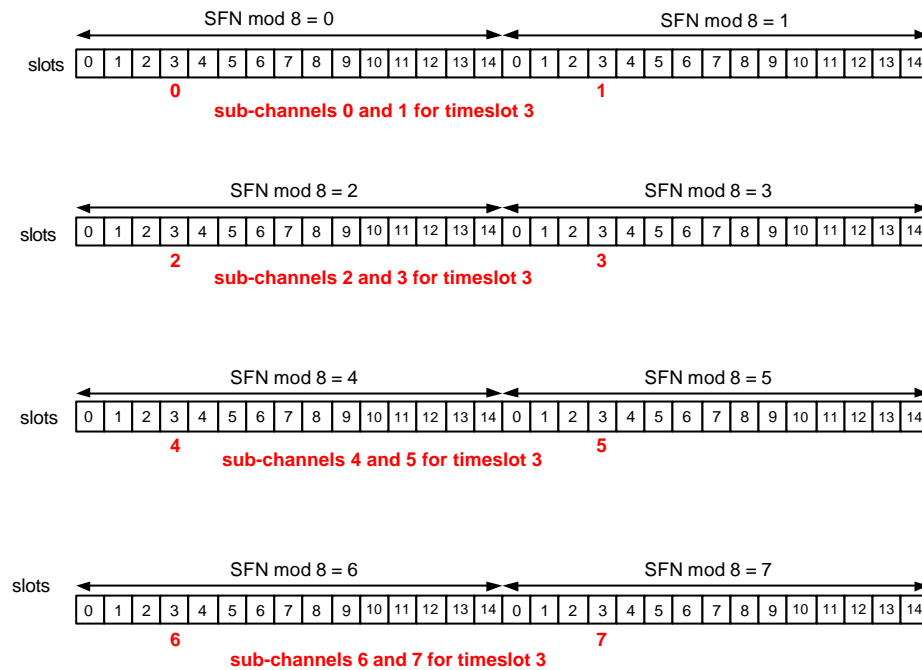 SFN mod 8 = 0 SFN mod 8 = 1
slots 0 1 2 3 4 5 6 7 8 9 10 11 12 13 14 0 1 2 3 4 5 6 7 8 9 10 11 12 13 14
0 1
sub-channels 0 and 1 for timeslot 3
SFN mod 8 = 2 SFN mod 8 = 3
slots 0 1 2 3 4 5 6 7 8 9 10 11 12 13 14 0 1 2 3 4 5 6 7 8 9 10 11 12 13 14
2 3
sub-channels 2 and 3 for timeslot 3
SFN mod 8 = 4 SFN mod 8 = 5
slots 0 1 2 3 4 5 6 7 8 9 10 11 12 13 14 0 1 2 3 4 5 6 7 8 9 10 11 12 13 14
4 5
sub-channels 4 and 5 for timeslot 3
SFN mod 8 = 6 SFN mod 8 = 7
slots
0 1 2 3 4 5 6 7 8 9 10 11 12 13 14 0 1 2 3 4 5 6 7 8 9 10 11 12 13 14
6 7
sub-channels 6 and 7 for timeslot 3